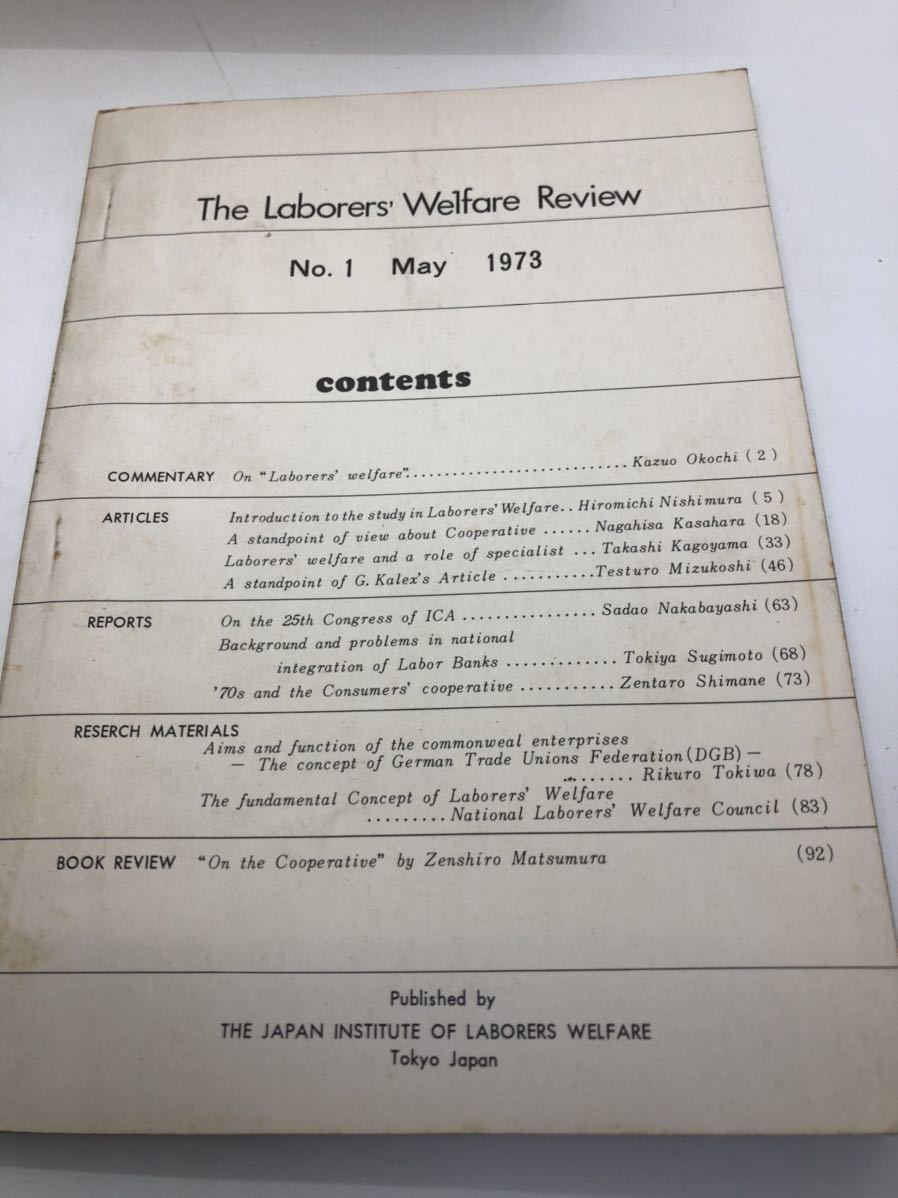 The Laborers' Welfare Review
No. 1 May 1973
contents
COMMENTARY On "Laborers' welfare"............................ Kazuo Okochi ( 2 )
ARTICLES Introduction to the study in Laborers' Welfare.. Hiromichi Nishimura ( 5 )
A standpoint of view about Cooperative ...... Nagahisa Kasahara (18)
Laborers' welfare and a role of specialist ... Takashi Kagoyama (33)
A standpoint of G. Kalex's Article ...........Testuro Mizukoshi (46)
REPORTS On the 25th Congress of ICA ................ Sadao Nakabayashi (63)
Background and problems in national
integration of Labor Banks ............. Tokiya Sugimoto (68)
'70s and the Consumers' cooperative ........... Zentaro Shimane (73)
RESERCH MATERIALS
Aims and function of the commonweal enterprises
— The concept of German Trade Unions Federation(DGB) —
......... Rikuro Tokiwa (78)
The fundamental Concept of Laborers' Welfare
.........National Laborers' Welfare Council (83)
BOOK REVIEW "On the Cooperative" by Zenshiro Matsumura (92)
Published by
THE JAPAN INSTITUTE OF LABORERS WELFARE
Tokyo Japan